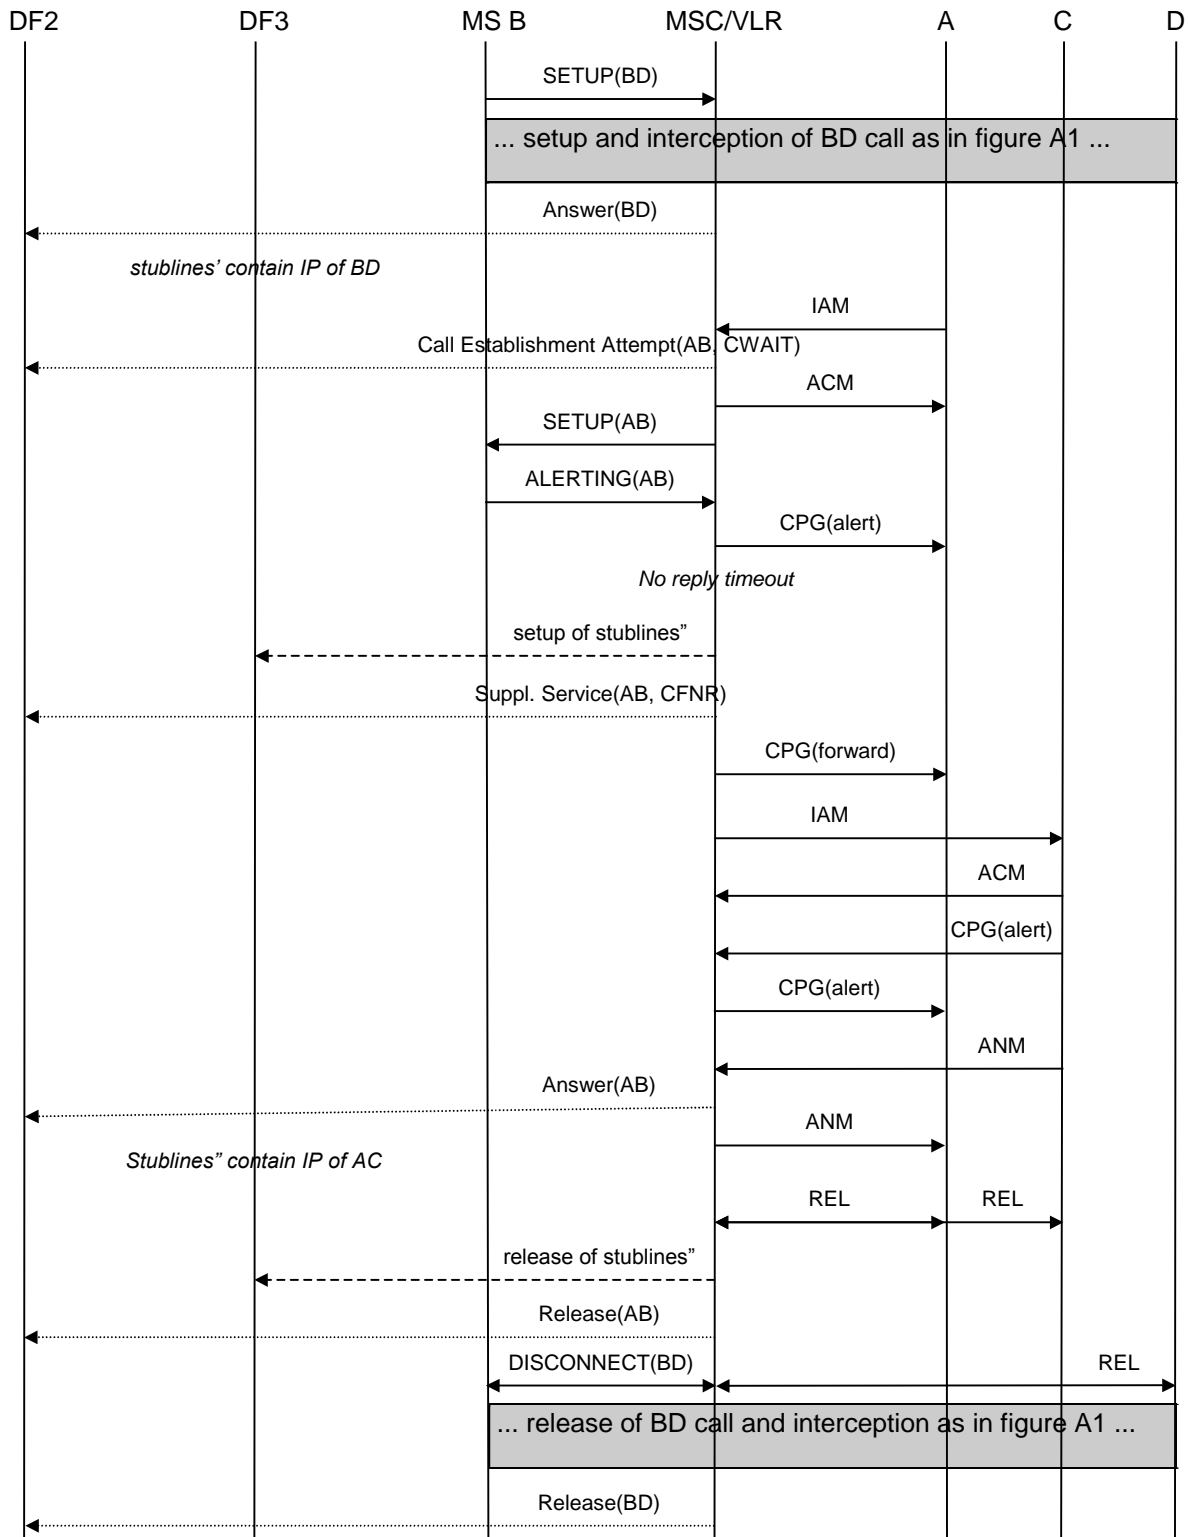 DF2 DF3 MS B MSC/VLR A C D
SETUP(BD)
... setup and interception of BD call as in figure A1 ...
Answer(BD)
stublines’ contain IP of BD
IAM
Call Establishment Attempt(AB, CWAIT)
ACM
SETUP(AB)
ALERTING(AB)
CPG(alert)
No reply timeout
setup of stublines”
Suppl. Service(AB, CFNR)
CPG(forward)
IAM
ACM
CPG(alert)
CPG(alert)
ANM
Answer(AB)
ANM
Stublines” contain IP of AC
REL REL
release of stublines”
Release(AB)
DISCONNECT(BD) REL
... release of BD call and interception as in figure A1 ...
Release(BD)